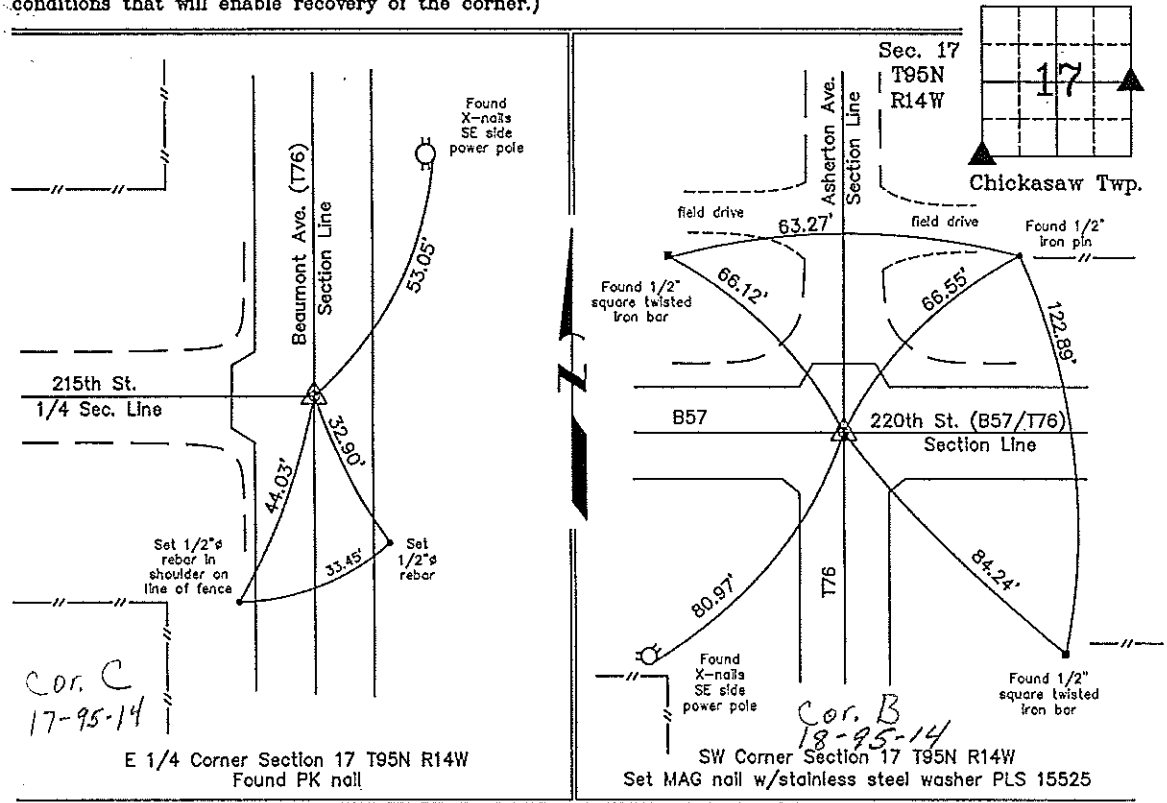 conditions that will enable recovery of the corner.)
Found
X-nails
SE side
power pole
Beaumont Ave. (T76)
Section Line
53.05'
215th St.
1/4 Sec. Line
44.03'
32.90'
33.45'
Set 1/2"ø
rebar in
shoulder on
line of fence
Set
1/2"ø
rebar
Cor. C
17-95-14
E 1/4 Corner Section 17 T95N R14W
Found PK nail
Z
Sec. 17
T95N
R14W
17
Chickasaw Twp.
Asherton Ave.
Section Line
field drive
63.27'
field drive
Found 1/2"
iron pin
Found 1/2"
square twisted
iron bar
66.12'
66.55'
122.89'
B57
220th St. (B57/T76)
Section Line
T76
80.97'
84.24'
Found
X-nails
SE side
power pole
Found 1/2"
square twisted
iron bar
Cor. B
18-95-14
SW Corner Section 17 T95N R14W
Set MAG nail w/stainless steel washer PLS 15525